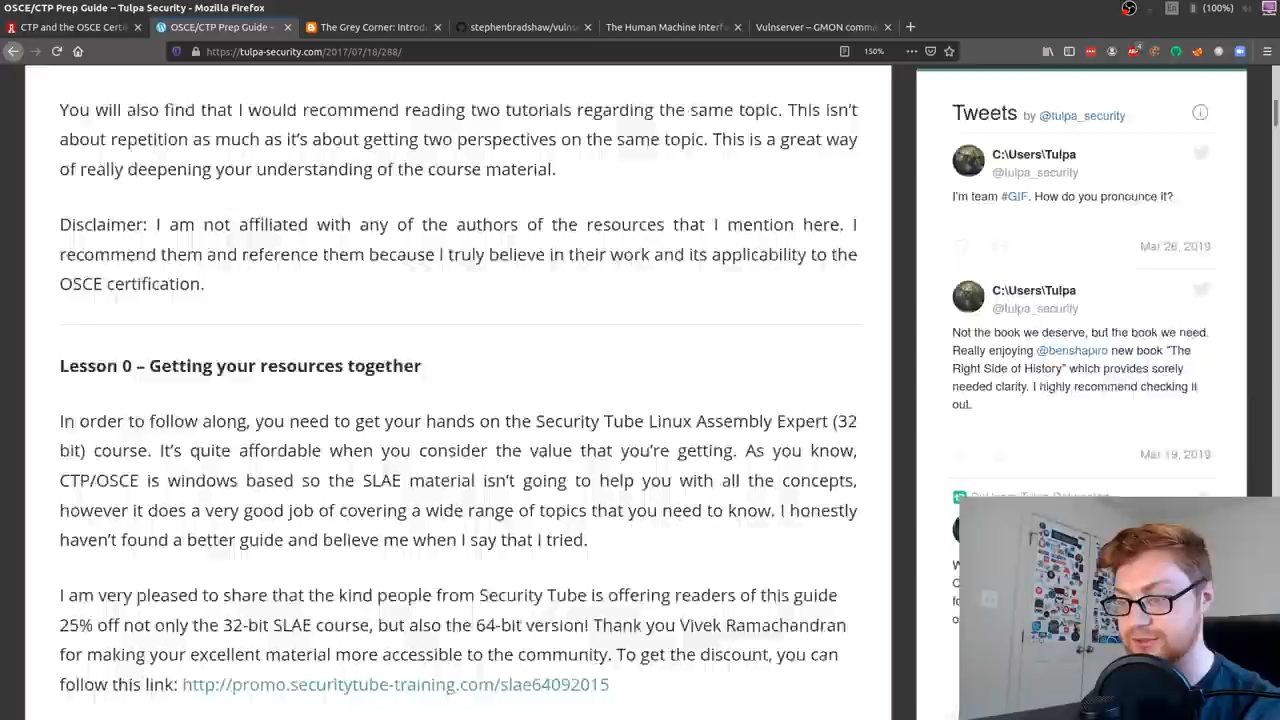 OSCE/CTP Prep Guide – Tulpa Security - Mozilla Firefox
En
(100%)
CTP and the OSCE Certi
OSCE/CTP Prep Guide –
The Grey Corner: Introd
stephenbradshaw/vulns
The Human Machine Interf
Vulnserver – GMON comm
https://tulpa-security.com/2017/07/18/288/
150%
You will also find that I would recommend reading two tutorials regarding the same topic. This isn't
about repetition as much as it's about getting two perspectives on the same topic. This is a great way
of really deepening your understanding of the course material.
Disclaimer: I am not affiliated with any of the authors of the resources that I mention here. I
recommend them and reference them because I truly believe in their work and its applicability to the
OSCE certification.
Lesson 0 – Getting your resources together
In order to follow along, you need to get your hands on the Security Tube Linux Assembly Expert (32
bit) course. It's quite affordable when you consider the value that you're getting. As you know,
CTP/OSCE is windows based so the SLAE material isn't going to help you with all the concepts,
however it does a very good job of covering a wide range of topics that you need to know. I honestly
haven't found a better guide and believe me when I say that I tried.
I am very pleased to share that the kind people from Security Tube is offering readers of this guide
25% off not only the 32-bit SLAE course, but also the 64-bit version! Thank you Vivek Ramachandran
for making your excellent material more accessible to the community. To get the discount, you can
follow this link: http://promo.securitytube-training.com/slae64092015
Tweets by @tulpa_security
C:\Users\Tulpa
@tulpa_security
I'm team #GIF. How do you pronounce it?
Mar 26, 2019
C:\Users\Tulpa
@tulpa_security
Not the book we deserve, but the book we need.
Really enjoying @benshapiro new book "The
Right Side of History" which provides sorely
needed clarity. I highly recommend checking it
out.
Mar 19, 2019